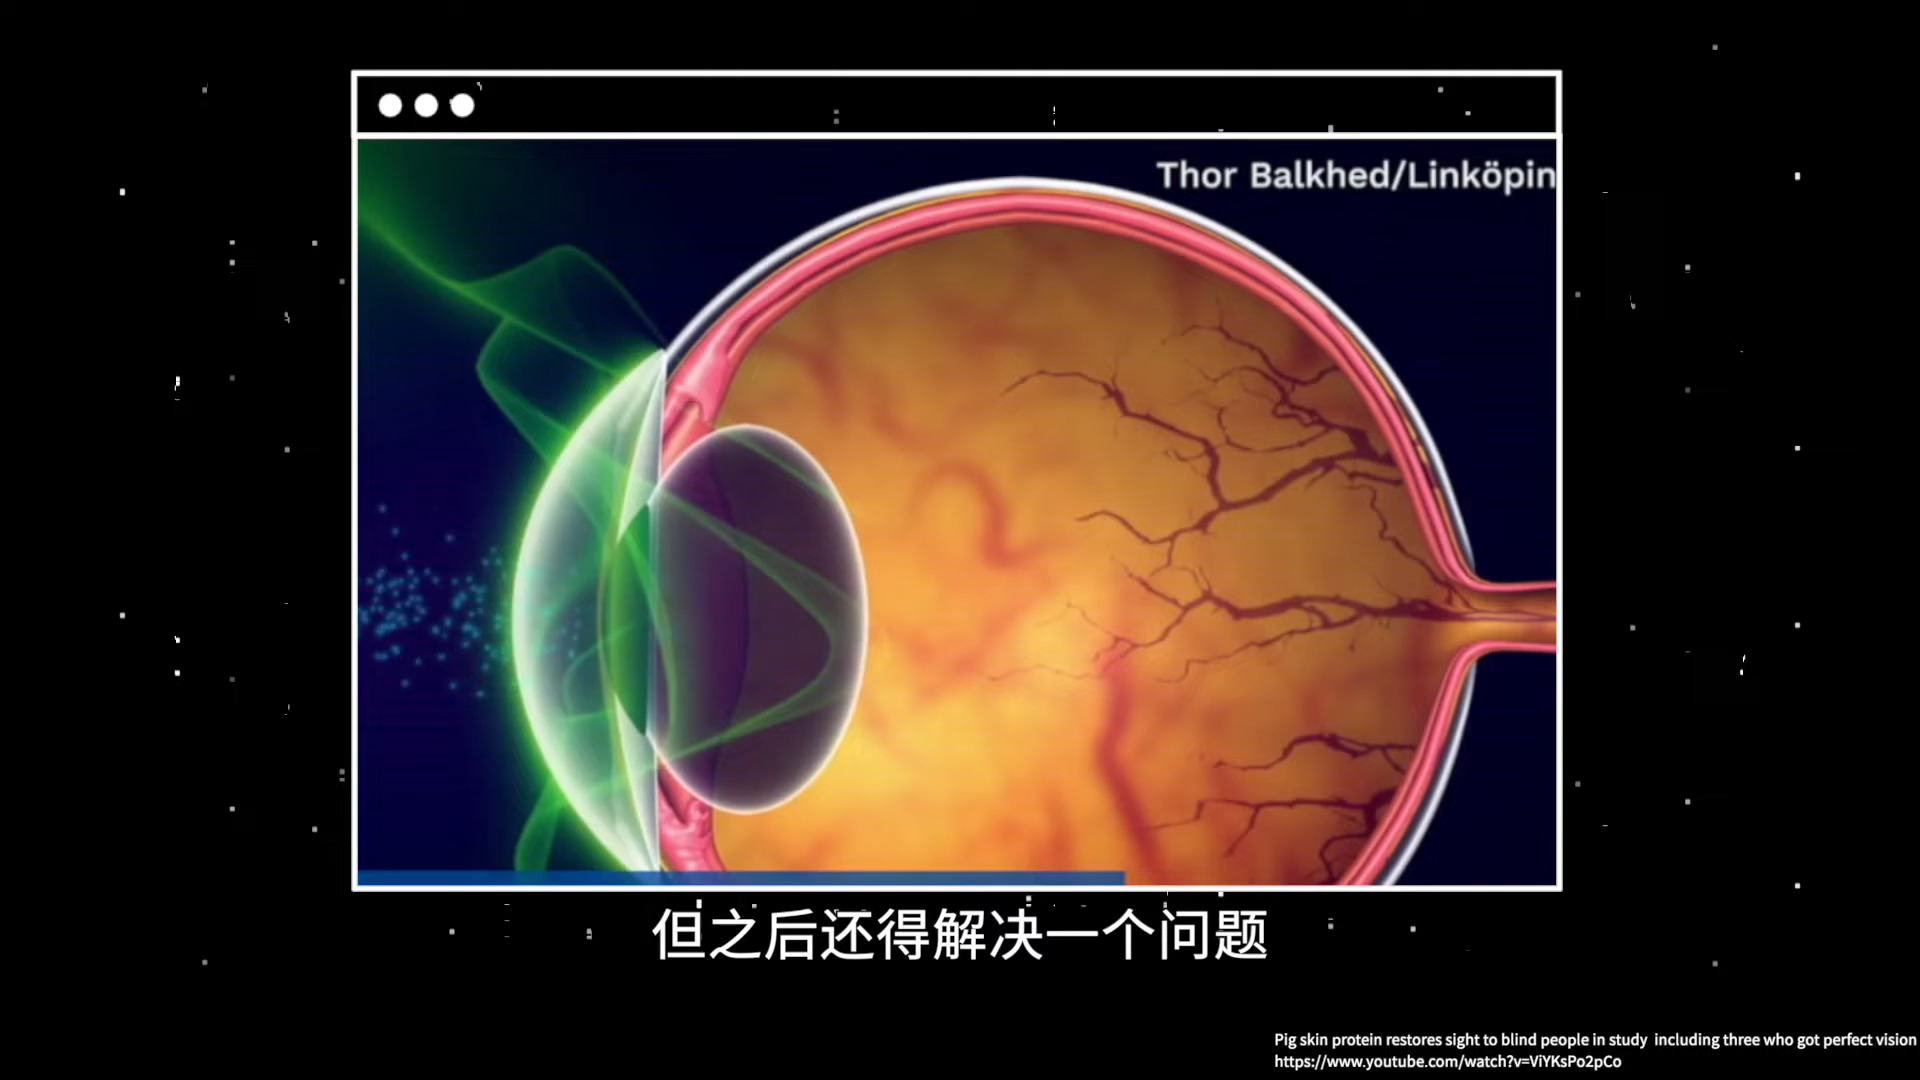 Thor Balkhed/Linköpin
但之后还得解决一个问题
Pig skin protein restores sight to blind people in study  including three who got perfect vision
https://www.youtube.com/watch?v=ViYKsPo2pCo